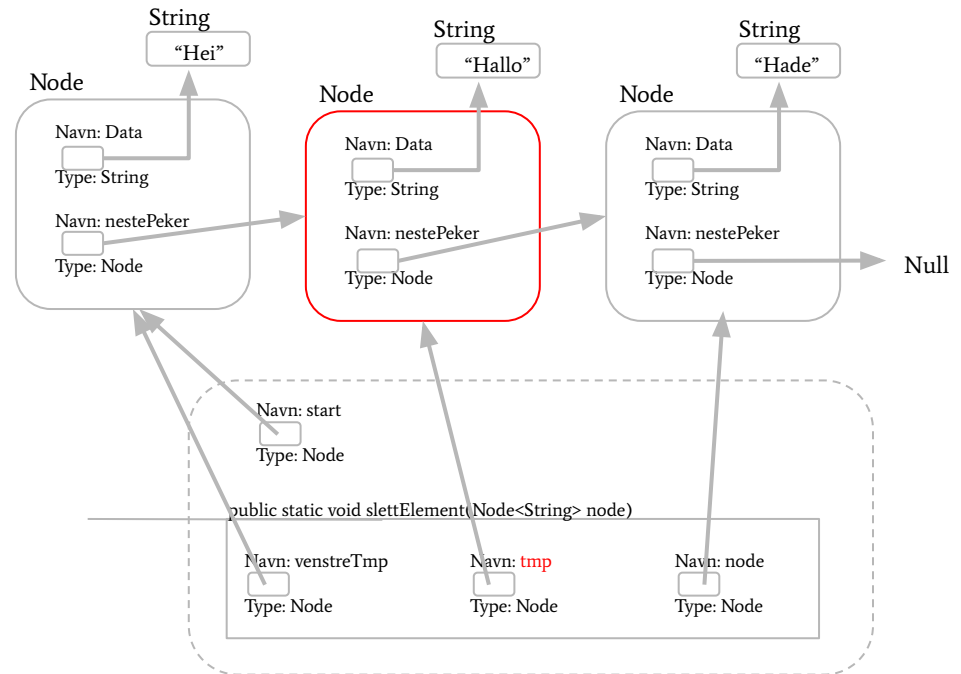 String
“Hei”
Node
Navn: Data
Type: String
Navn: nestePeker
Type: Node
String
“Hallo”
Node
Navn: Data
Type: String
Navn: nestePeker
Type: Node
String
“Hade”
Node
Navn: Data
Type: String
Navn: nestePeker
Type: Node
Null
Navn: start
Type: Node
public static void slettElement(Node<String> node)
Navn: venstreTmp
Type: Node
Navn: tmp
Type: Node
Navn: node
Type: Node